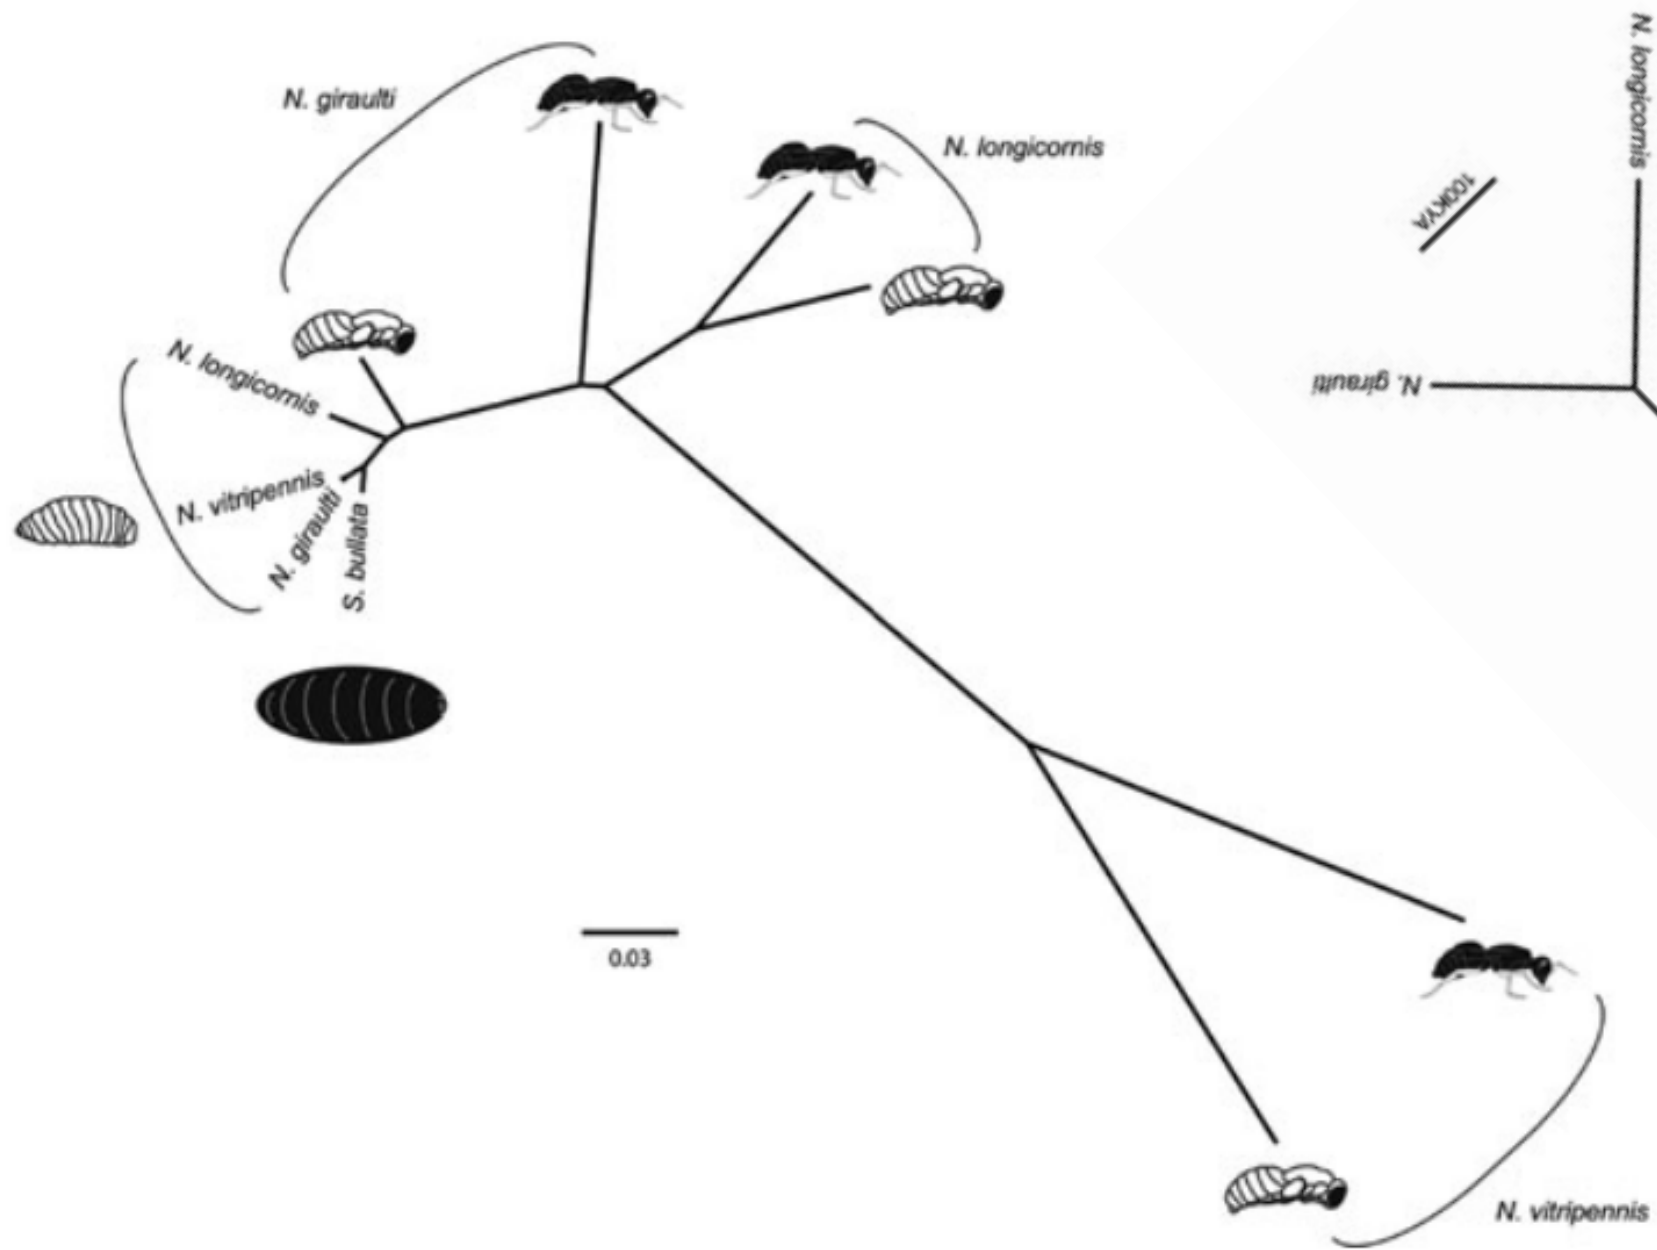 N. giraulti
N. longicornis
N. longicornis
100KYA
N. giraulti
N. longicornis
N. vitripennis
N. giraulti
S. bullata
0.03
N. vitripennis